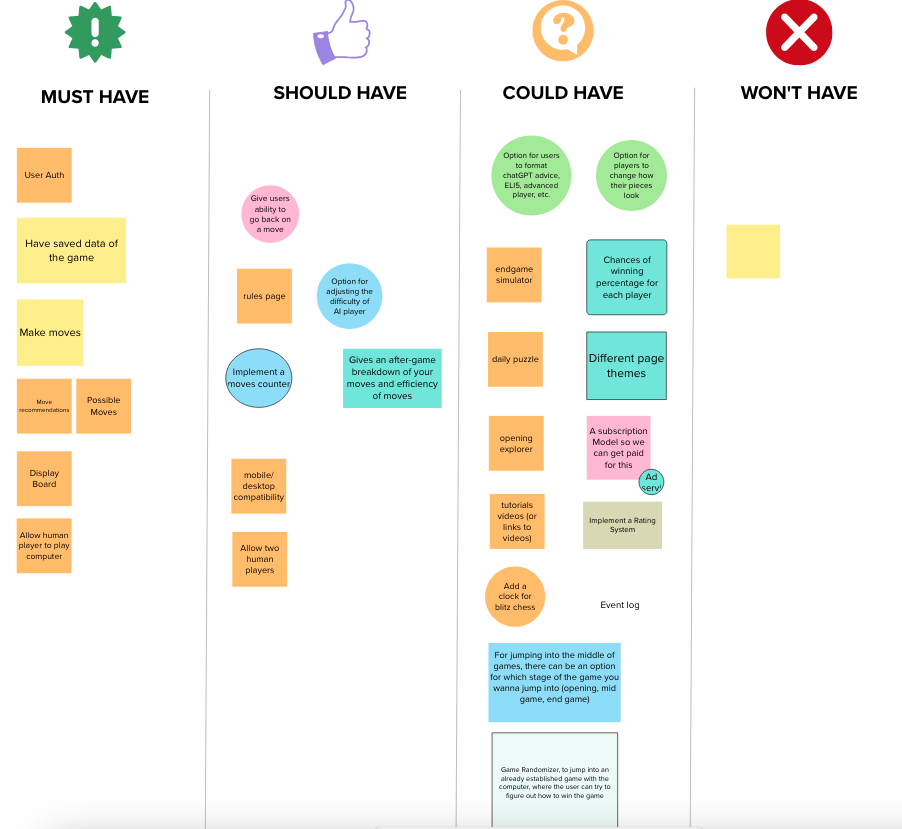 MUST HAVE
SHOULD HAVE
COULD HAVE
WON'T HAVE
User Auth
Have saved data of
the game
Make moves
Move
recommendations
Possible
Moves
Display
Board
Allow human
player to play
computer
Give users
ability to
go back on
a move
rules page
Option for
adjusting the
difficulty of
AI player
Implement a
moves counter
Gives an after-game
breakdown of your
moves and efficiency
of moves
mobile/
desktop
compatibility
Allow two
human
players
Option for users
to format
chatGPT advice,
ELI5, advanced
player, etc.
Option for
players to
change how
their pieces
look
endgame
simulator
Chances of
winning
percentage for
each player
daily puzzle
Different page
themes
opening
explorer
A subscription
Model so we
can get paid
for this
Ad
servi
tutorials
videos (or
links to
videos)
Implement a Rating
System
Add a
clock for
blitz chess
Event log
For jumping into the middle of
games, there can be an option
for which stage of the game you
wanna jump into (opening, mid
game, end game)
Game Randomizer, to jump into an
already established game with the
computer, where the user can try to
figure out how to win the game